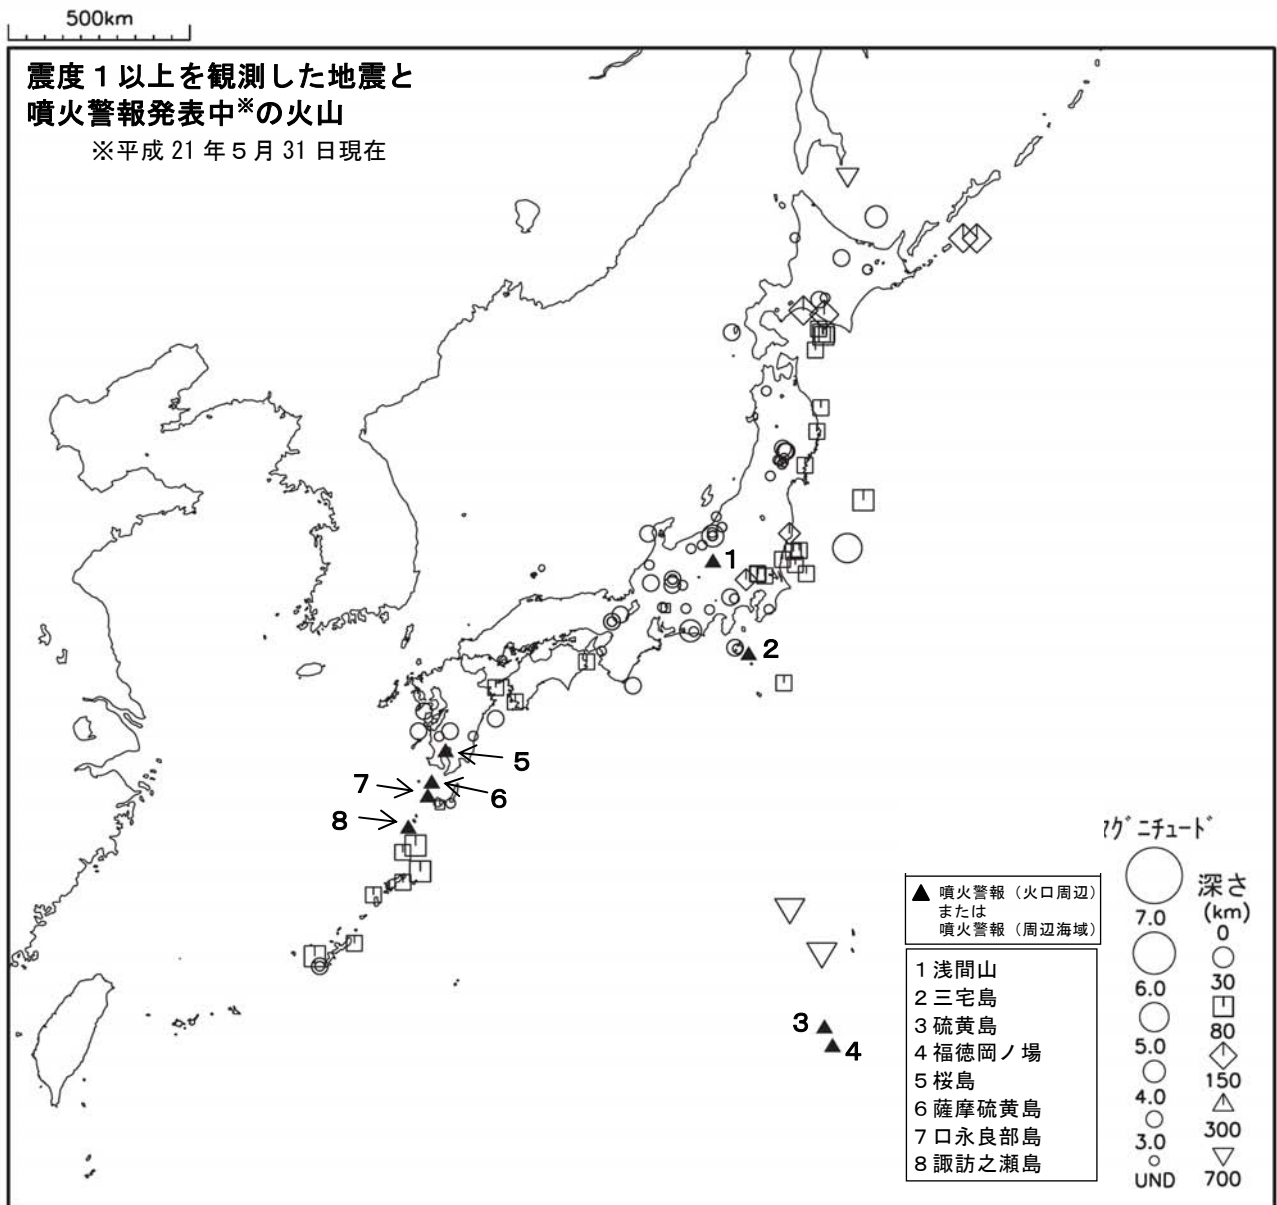 500km
震度１以上を観測した地震と
噴火警報発表中※の火山
※平成 21 年５月 31 日現在
1
2
5
7
6
8
3
4
▲ 噴火警報（火口周辺）
または
噴火警報（周辺海域）
1 浅間山
2 三宅島
3 硫黄島
4 福徳岡ノ場
5 桜島
6 薩摩硫黄島
7 口永良部島
8 諏訪之瀬島
ﾏｸﾞﾆﾁｭｰﾄﾞ
7.0
6.0
5.0
4.0
3.0
UND
深さ
(km)
0
30
80
150
300
700